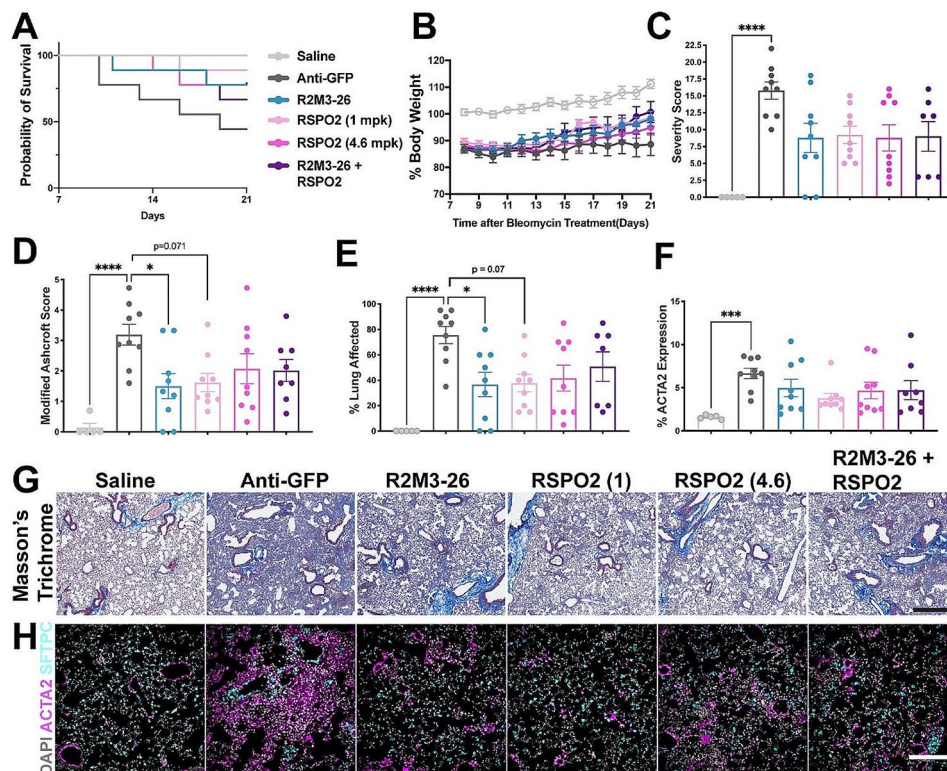 A
Probability of Survival
100
50
0
7
14
21
Days
Saline
Anti-GFP
R2M3-26
RSPO2 (1 mpk)
RSPO2 (4.6 mpk)
R2M3-26 +
RSPO2
B
% Body Weight
120
110
100
90
80
70
7 8 9 11 13 15 17 19 21
Time after Bleomycin Treatment(Days)
C
Severity Score
22.5
20.0
17.5
15.0
12.5
10.0
7.5
5.0
2.5
0.0
****
D
Modified Ashcroft Score
5
4
3
2
1
0
****
*
p=0.071
E
% Lung Affected
100
80
60
40
20
0
****
*
p = 0.07
F
% ACTA2 Expression
15
10
5
0
***
G
Masson's
Trichrome
Saline
Anti-GFP
R2M3-26
RSPO2 (1)
RSPO2 (4.6)
R2M3-26 +
RSPO2
H
DAPI ACTA2 SFTPC